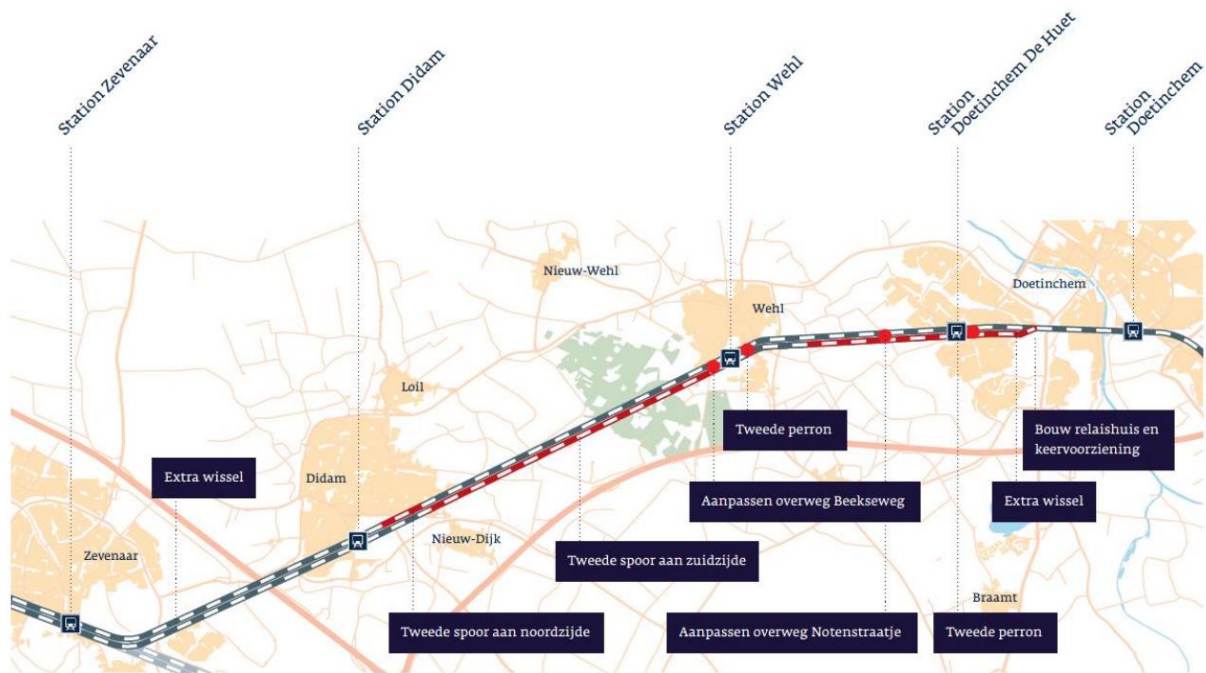 Station Zevenaar
Station Didam
Station Wehl
Station
Doetinchem De Huet
Station
Doetinchem
Nieuw-Wehl
Doetinchem
Wehl
Loil
Tweede perron
Bouw relaishuis en
keervoorziening
Extra wissel
Didam
Aanpassen overweg Beekseweg
Extra wissel
Nieuw-Dijk
Zevenaar
Tweede spoor aan zuidzijde
Braamt
Tweede spoor aan noordzijde
Aanpassen overweg Notenstraatje
Tweede perron